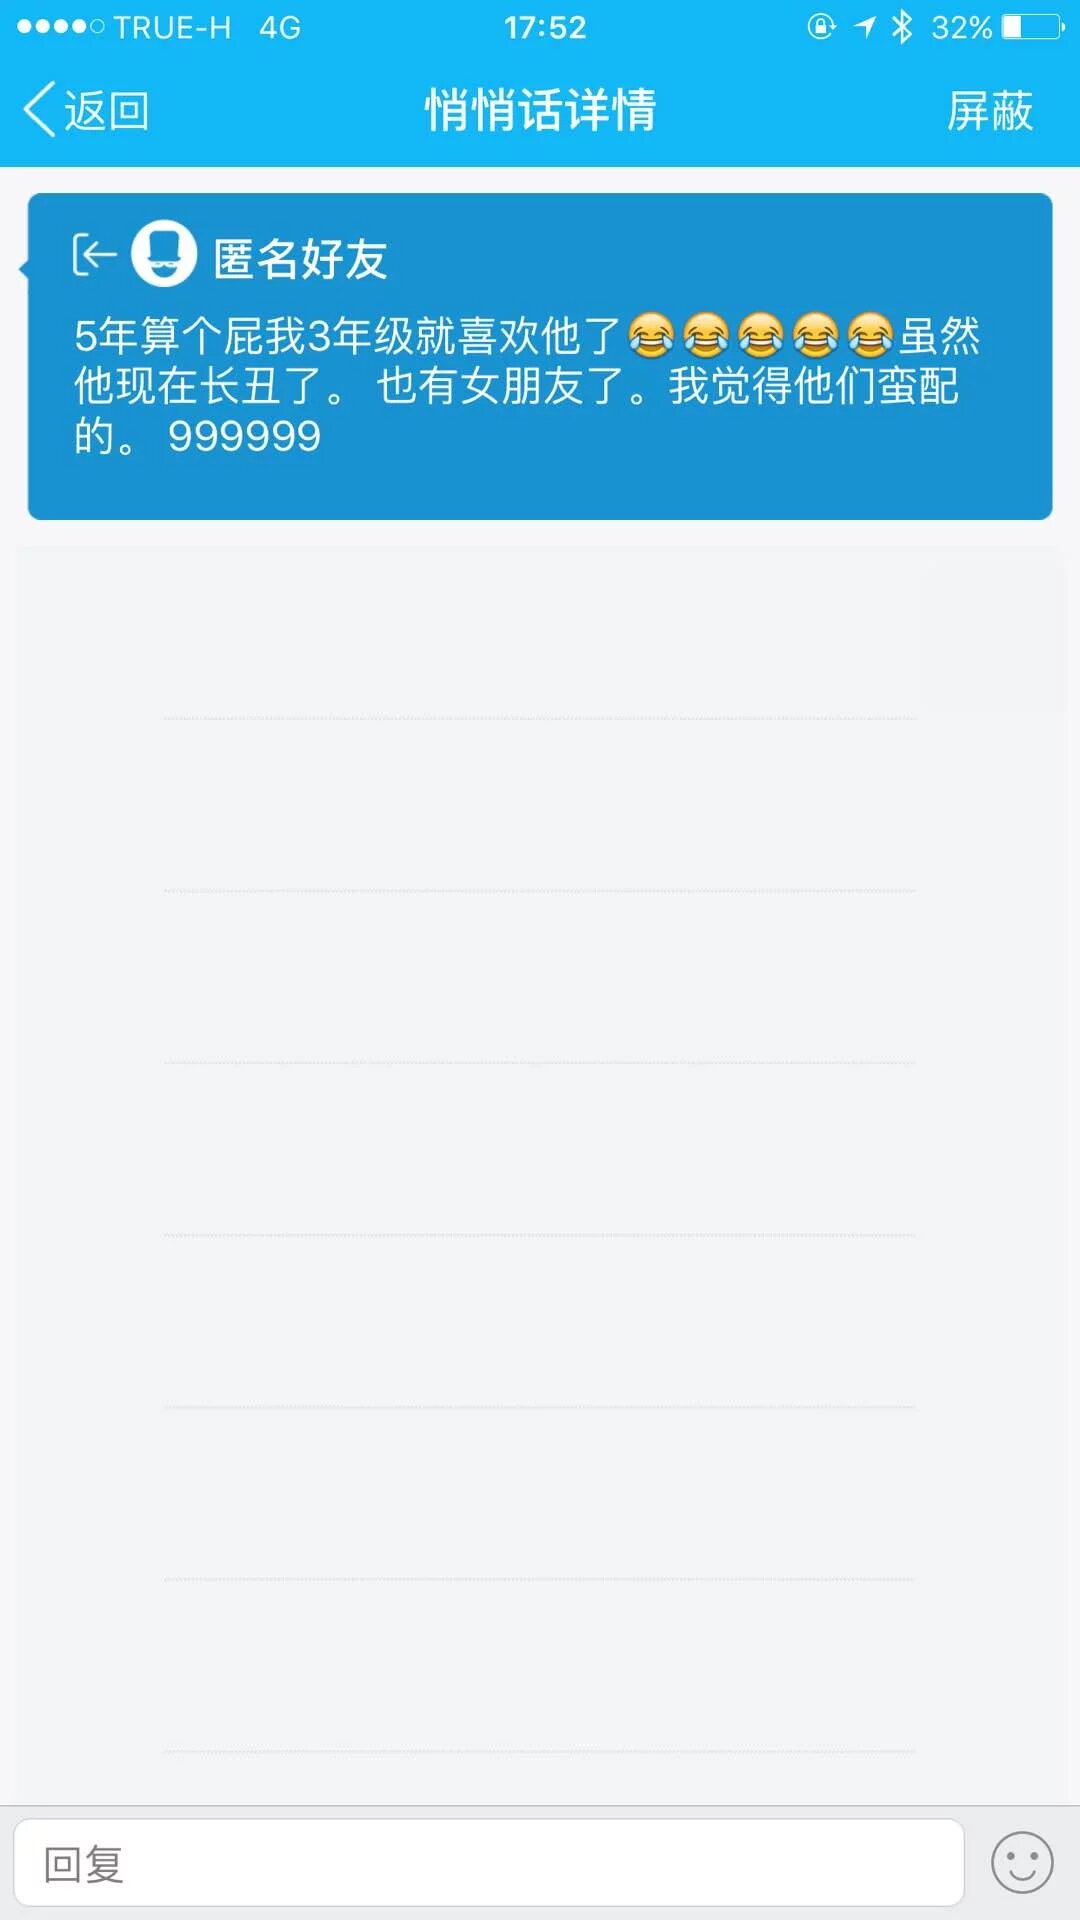 TRUE-H 4G 17:52 32%
返回 悄悄话详情 屏蔽
匿名好友
5年算个屁我3年级就喜欢他了😂😂😂😂😂虽然
他现在长丑了。 也有女朋友了。我觉得他们蛮配
的。 999999
回复